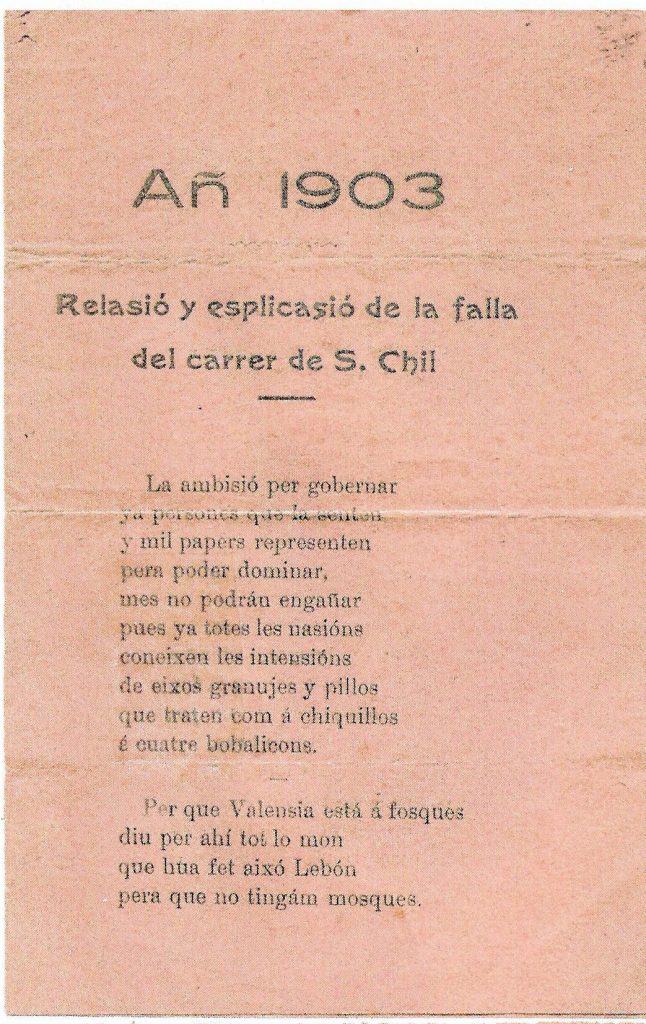 Añ 1903
Relasió y esplicasió de la falla
del carrer de S. Chil
La ambisió per gobernar
ya persones que la senten
y mil papers representen
pera poder dominar,
mes no podrán engañar
pues ya totes les nasións
coneixen les intensións
de eixos granujes y pillos
que traten com á chiquillos
á cuatre bobalicons.
Per que Valensia está á fosques
diu per ahí tot lo mon
que hua fet aixó Lebón
pera que no tingám mosques.